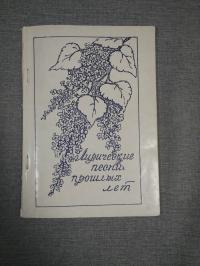 Лирические
песни
прошлых
лет